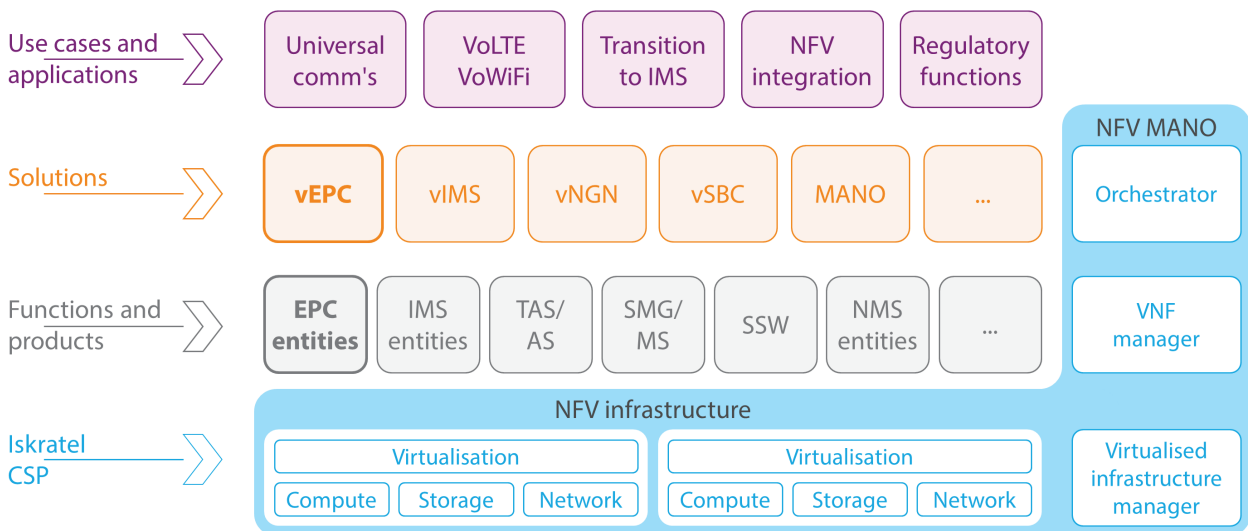 Use cases and
applications
Universal
comm's
VoLTE
VoWiFi
Transition
to IMS
NFV
integration
Regulatory
functions
NFV MANO
Solutions
vEPC
vIMS
vNGN
vSBC
MANO
...
Orchestrator
Functions and
products
EPC
entities
IMS
entities
TAS/
AS
SMG/
MS
SSW
NMS
entities
...
VNF
manager
NFV infrastructure
Iskratel
CSP
Virtualisation
Compute
Storage
Network
Virtualisation
Compute
Storage
Network
Virtualised
infrastructure
manager